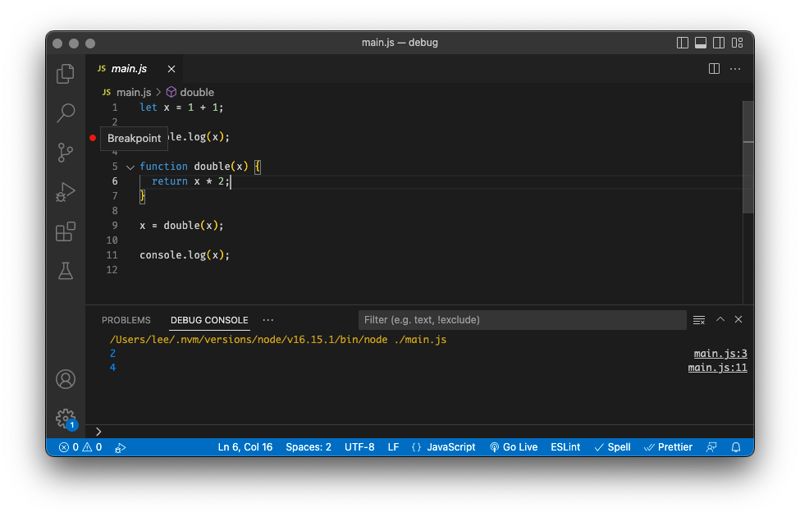 main.js — debug
JS main.js
JS main.js > double
1 let x = 1 + 1;
2
Breakpoint le.log(x);
4
5 function double(x) {
6 return x * 2;
7 }
8
9 x = double(x);
10
11 console.log(x);
12
PROBLEMS DEBUG CONSOLE ··· Filter (e.g. text, !exclude)
/Users/lee/.nvm/versions/node/v16.15.1/bin/node ./main.js
2 main.js:3
4 main.js:11
1
>
0 0 Ln 6, Col 16 Spaces: 2 UTF-8 LF {} JavaScript Go Live ESLint Spell Prettier